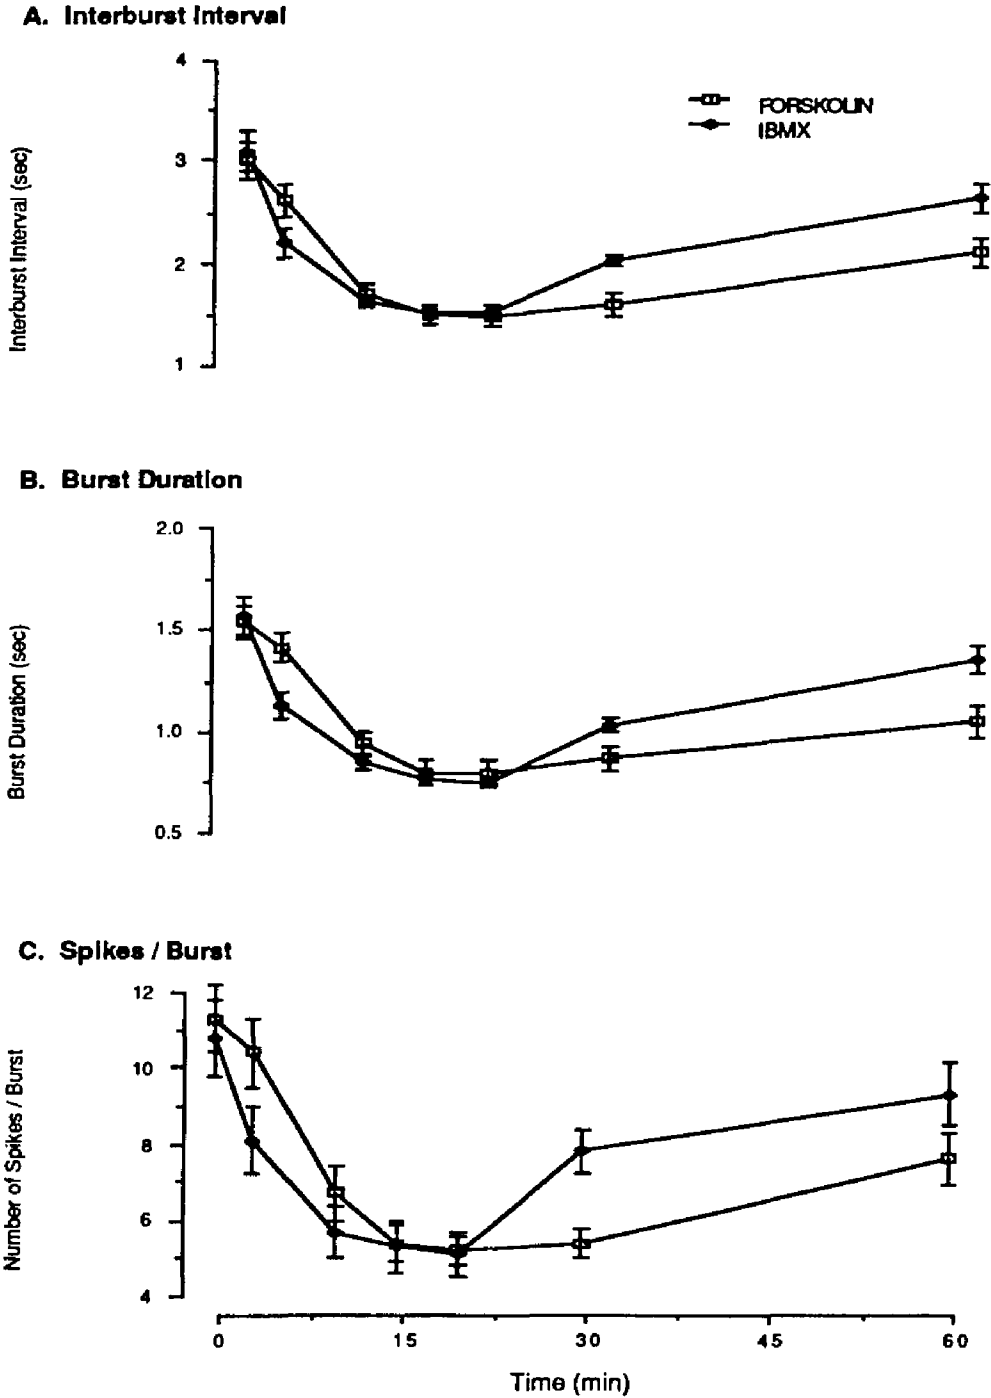 A. Interburst Interval
4
3
2
1
Interburst Interval (sec)
FORSKOLIN
IBMX
B. Burst Duration
2.0
1.5
1.0
0.5
Burst Duration (sec)
C. Spikes / Burst
12
10
8
6
4
Number of Spikes / Burst
0 15 30 45 60
Time (min)